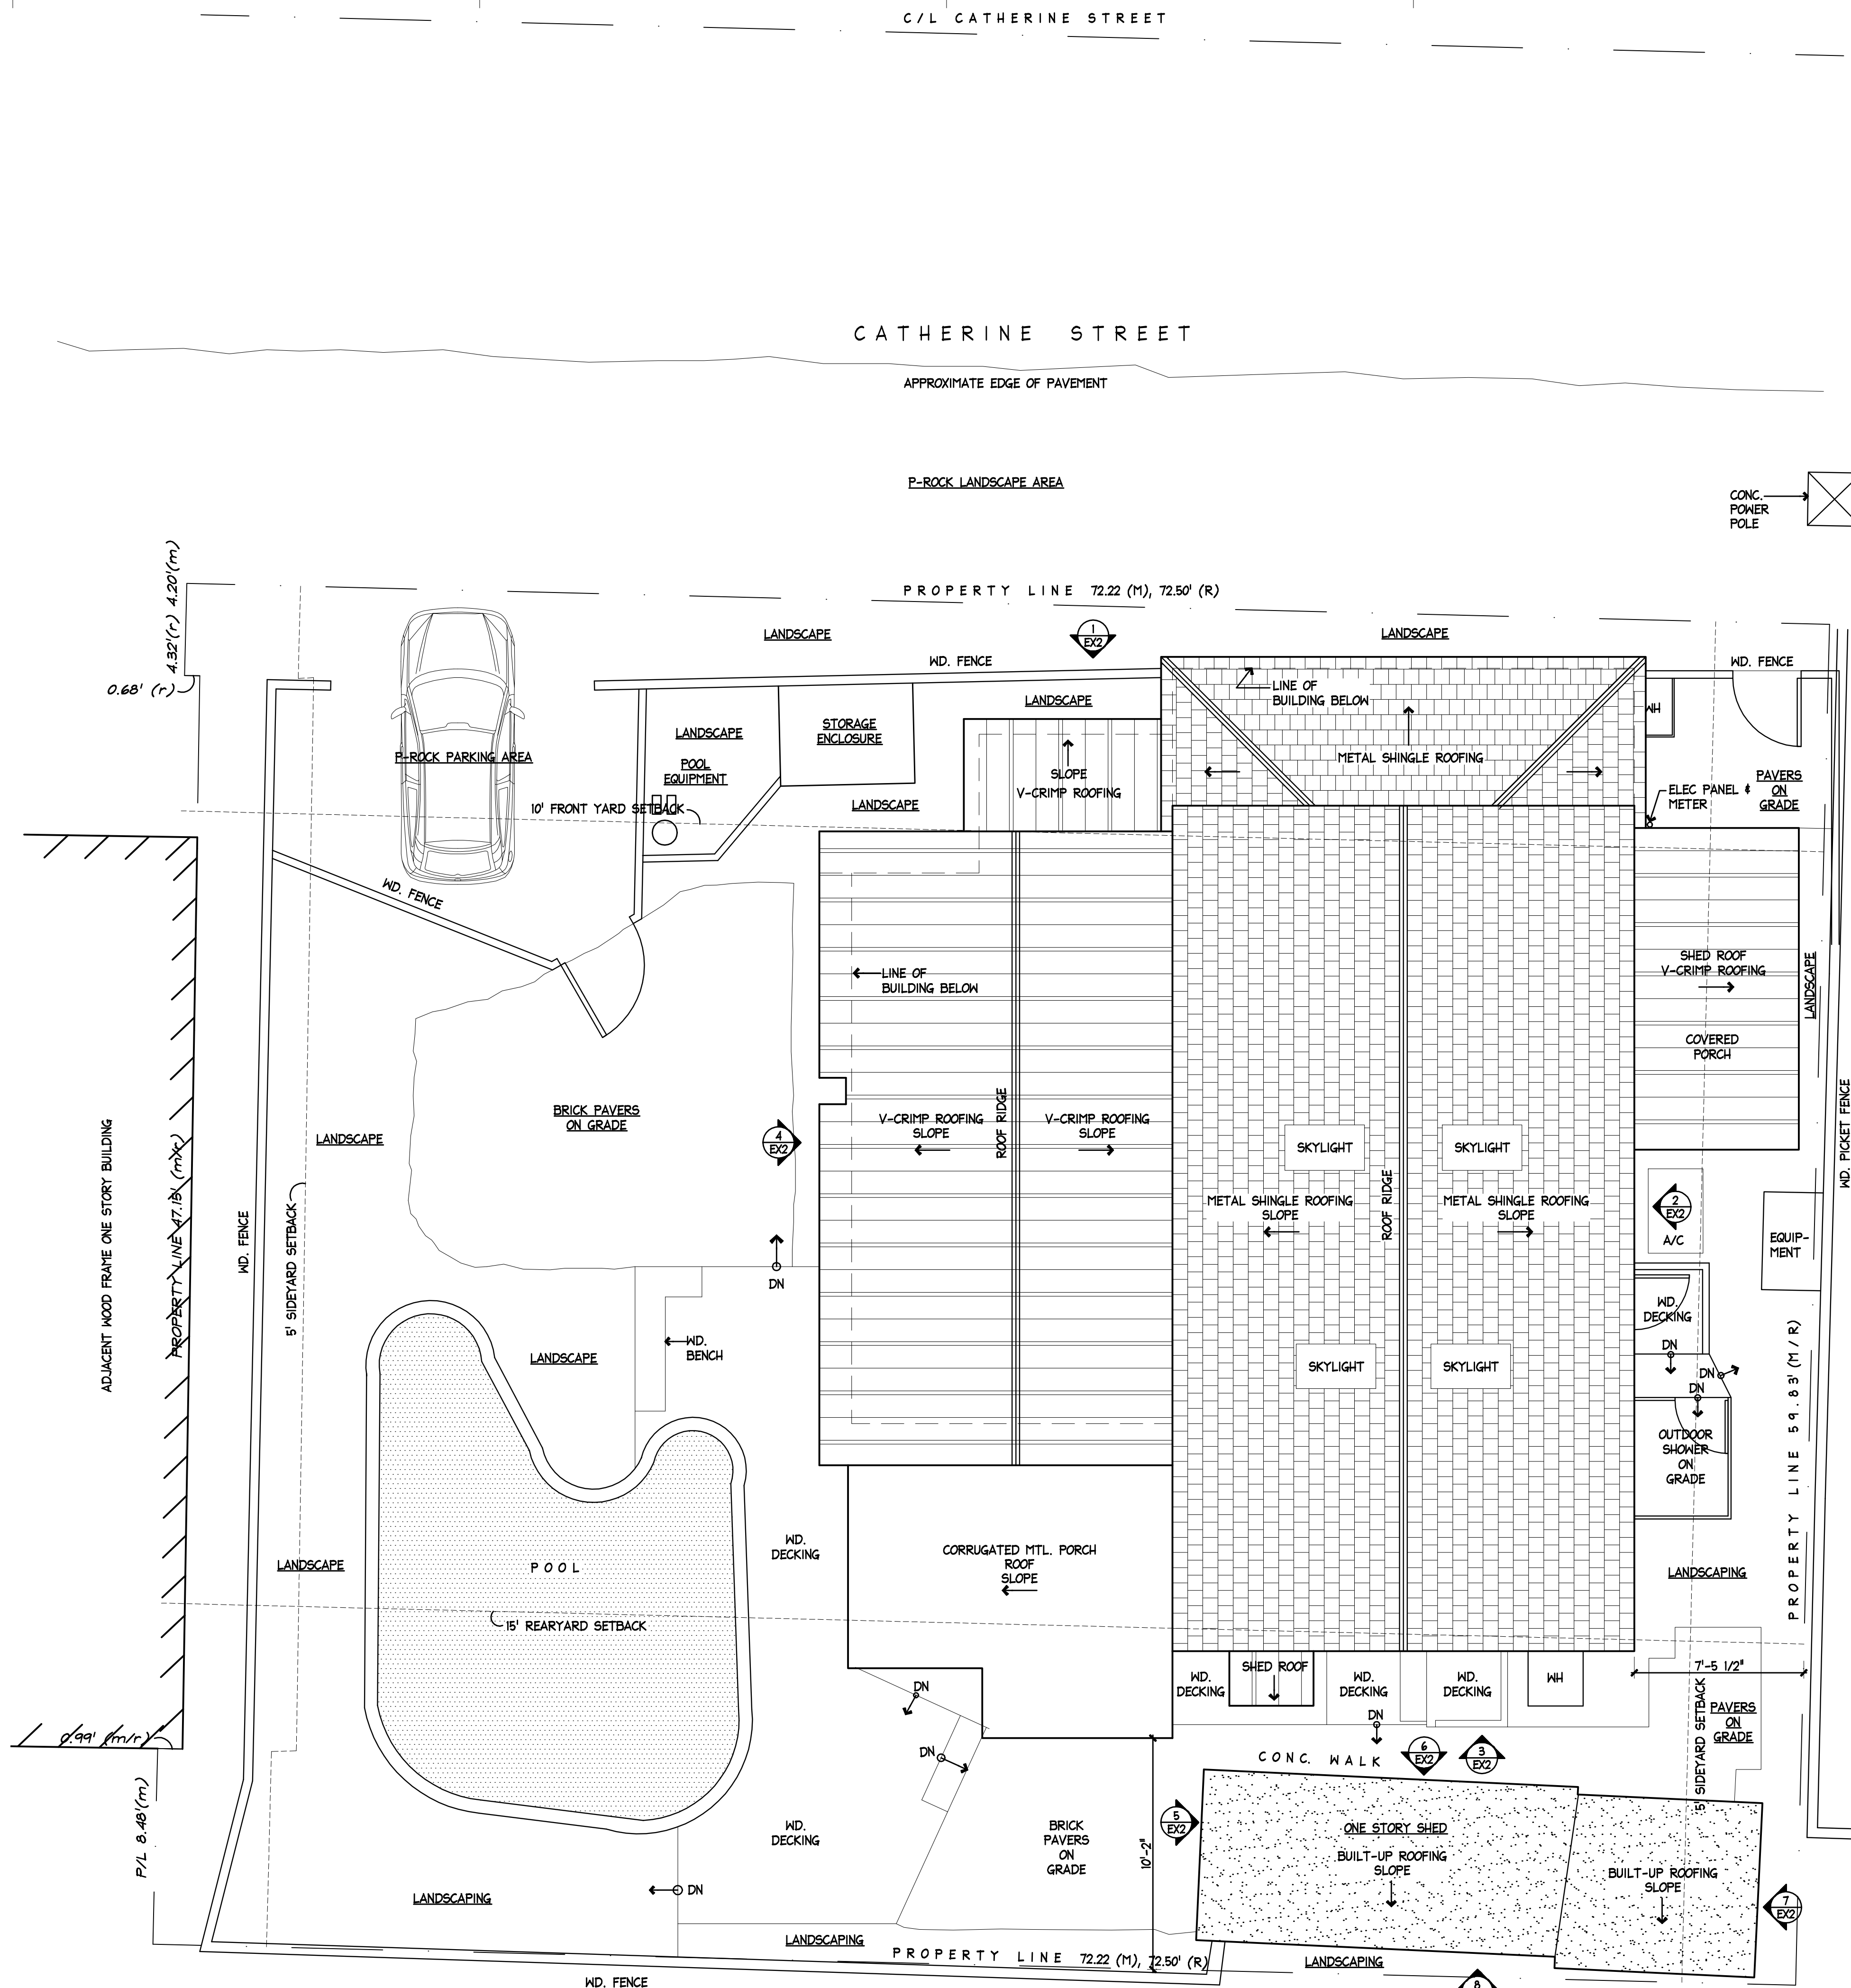 C/L CATHERINE STREET
CATHERINE STREET
APPROXIMATE EDGE OF PAVEMENT
P-ROCK LANDSCAPE AREA
CONC.
POWER
POLE
4.32'(r) 4.20'(m)
0.68' (r)
PROPERTY LINE 72.22 (M), 72.50' (R)
LANDSCAPE
1
EX2
LANDSCAPE
WD. FENCE
WD. FENCE
LINE OF
BUILDING BELOW
LANDSCAPE
WH
STORAGE
ENCLOSURE
LANDSCAPE
POOL
EQUIPMENT
P-ROCK PARKING AREA
METAL SHINGLE ROOFING
SLOPE
V-CRIMP ROOFING
ELEC PANEL &
METER
PAVERS
ON
GRADE
10' FRONT YARD SETBACK
LANDSCAPE
WD. FENCE
LINE OF
BUILDING BELOW
SHED ROOF
V-CRIMP ROOFING
LANDSCAPE
COVERED
PORCH
BRICK PAVERS
ON GRADE
LANDSCAPE
4
EX2
V-CRIMP ROOFING
SLOPE
ROOF RIDGE
V-CRIMP ROOFING
SLOPE
SKYLIGHT
SKYLIGHT
METAL SHINGLE ROOFING
SLOPE
ROOF RIDGE
METAL SHINGLE ROOFING
SLOPE
2
EX2
A/C
EQUIP-
MENT
WD. PICKET FENCE
ADJACENT WOOD FRAME ONE STORY BUILDING
PROPERTY LINE 47.15' (mxr)
WD. FENCE
5' SIDEYARD SETBACK
DN
WD.
BENCH
LANDSCAPE
SKYLIGHT
SKYLIGHT
WD.
DECKING
DN
DN
DN
OUTDOOR
SHOWER
ON
GRADE
PROPERTY LINE 59.83' (M / R)
LANDSCAPE
POOL
WD.
DECKING
CORRUGATED MTL. PORCH
ROOF
SLOPE
LANDSCAPING
15' REARYARD SETBACK
DN
DN
WD.
DECKING
SHED ROOF
WD.
DECKING
WD.
DECKING
WH
7'-5 1/2"
DN
5' SIDEYARD SETBACK
PAVERS
ON
GRADE
0.99' (m/r)
P/L 8.48'(m)
CONC. WALK
6
EX2
3
EX2
5
EX2
WD.
DECKING
BRICK
PAVERS
ON
GRADE
10'-2"
ONE STORY SHED
BUILT-UP ROOFING
SLOPE
BUILT-UP ROOFING
SLOPE
7
EX2
LANDSCAPING
DN
LANDSCAPING
PROPERTY LINE 72.22 (M), 72.50' (R)
LANDSCAPING
WD. FENCE
8